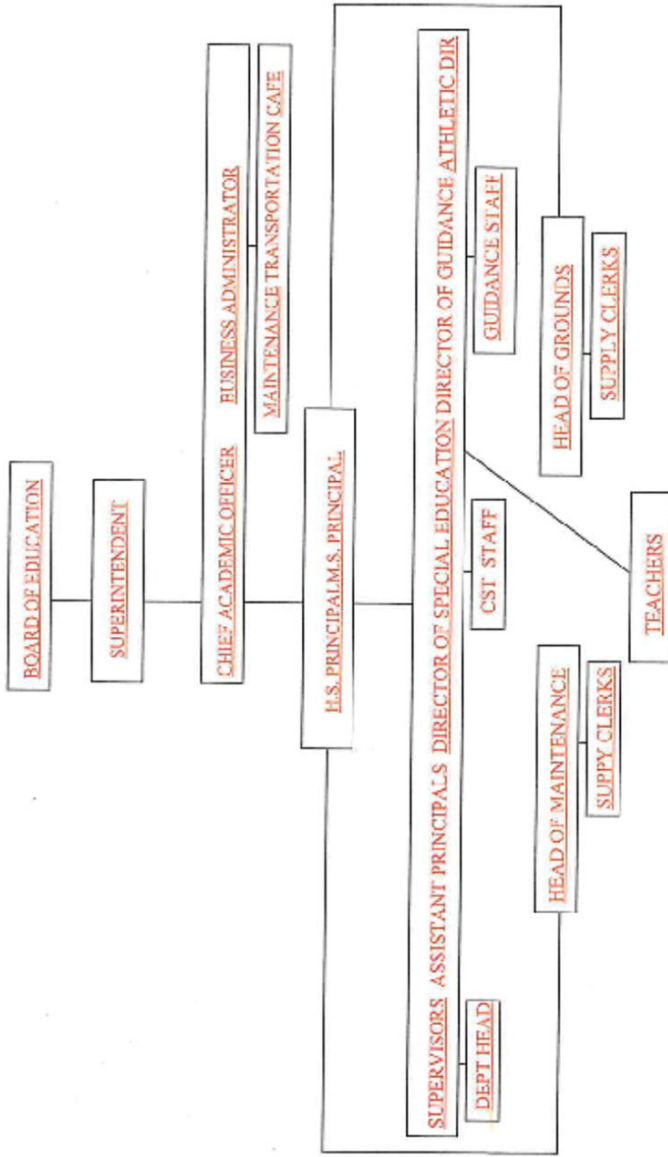 BOARD OF EDUCATION
SUPERINTENDENT
CHIEF ACADEMIC OFFICER BUSINESS ADMINISTRATOR
MAINTENANCE TRANSPORTATION CAFE
H.S. PRINCIPALM.S. PRINCIPAL
SUPERVISORS ASSISTANT PRINCIPALS DIRECTOR OF SPECIAL EDUCATION DIRECTOR OF GUIDANCE ATHLETIC DIR
DEPT HEAD
CST STAFF
GUIDANCE STAFF
HEAD OF MAINTENANCE
HEAD OF GROUNDS
SUPPY CLERKS
SUPPLY CLERKS
TEACHERS